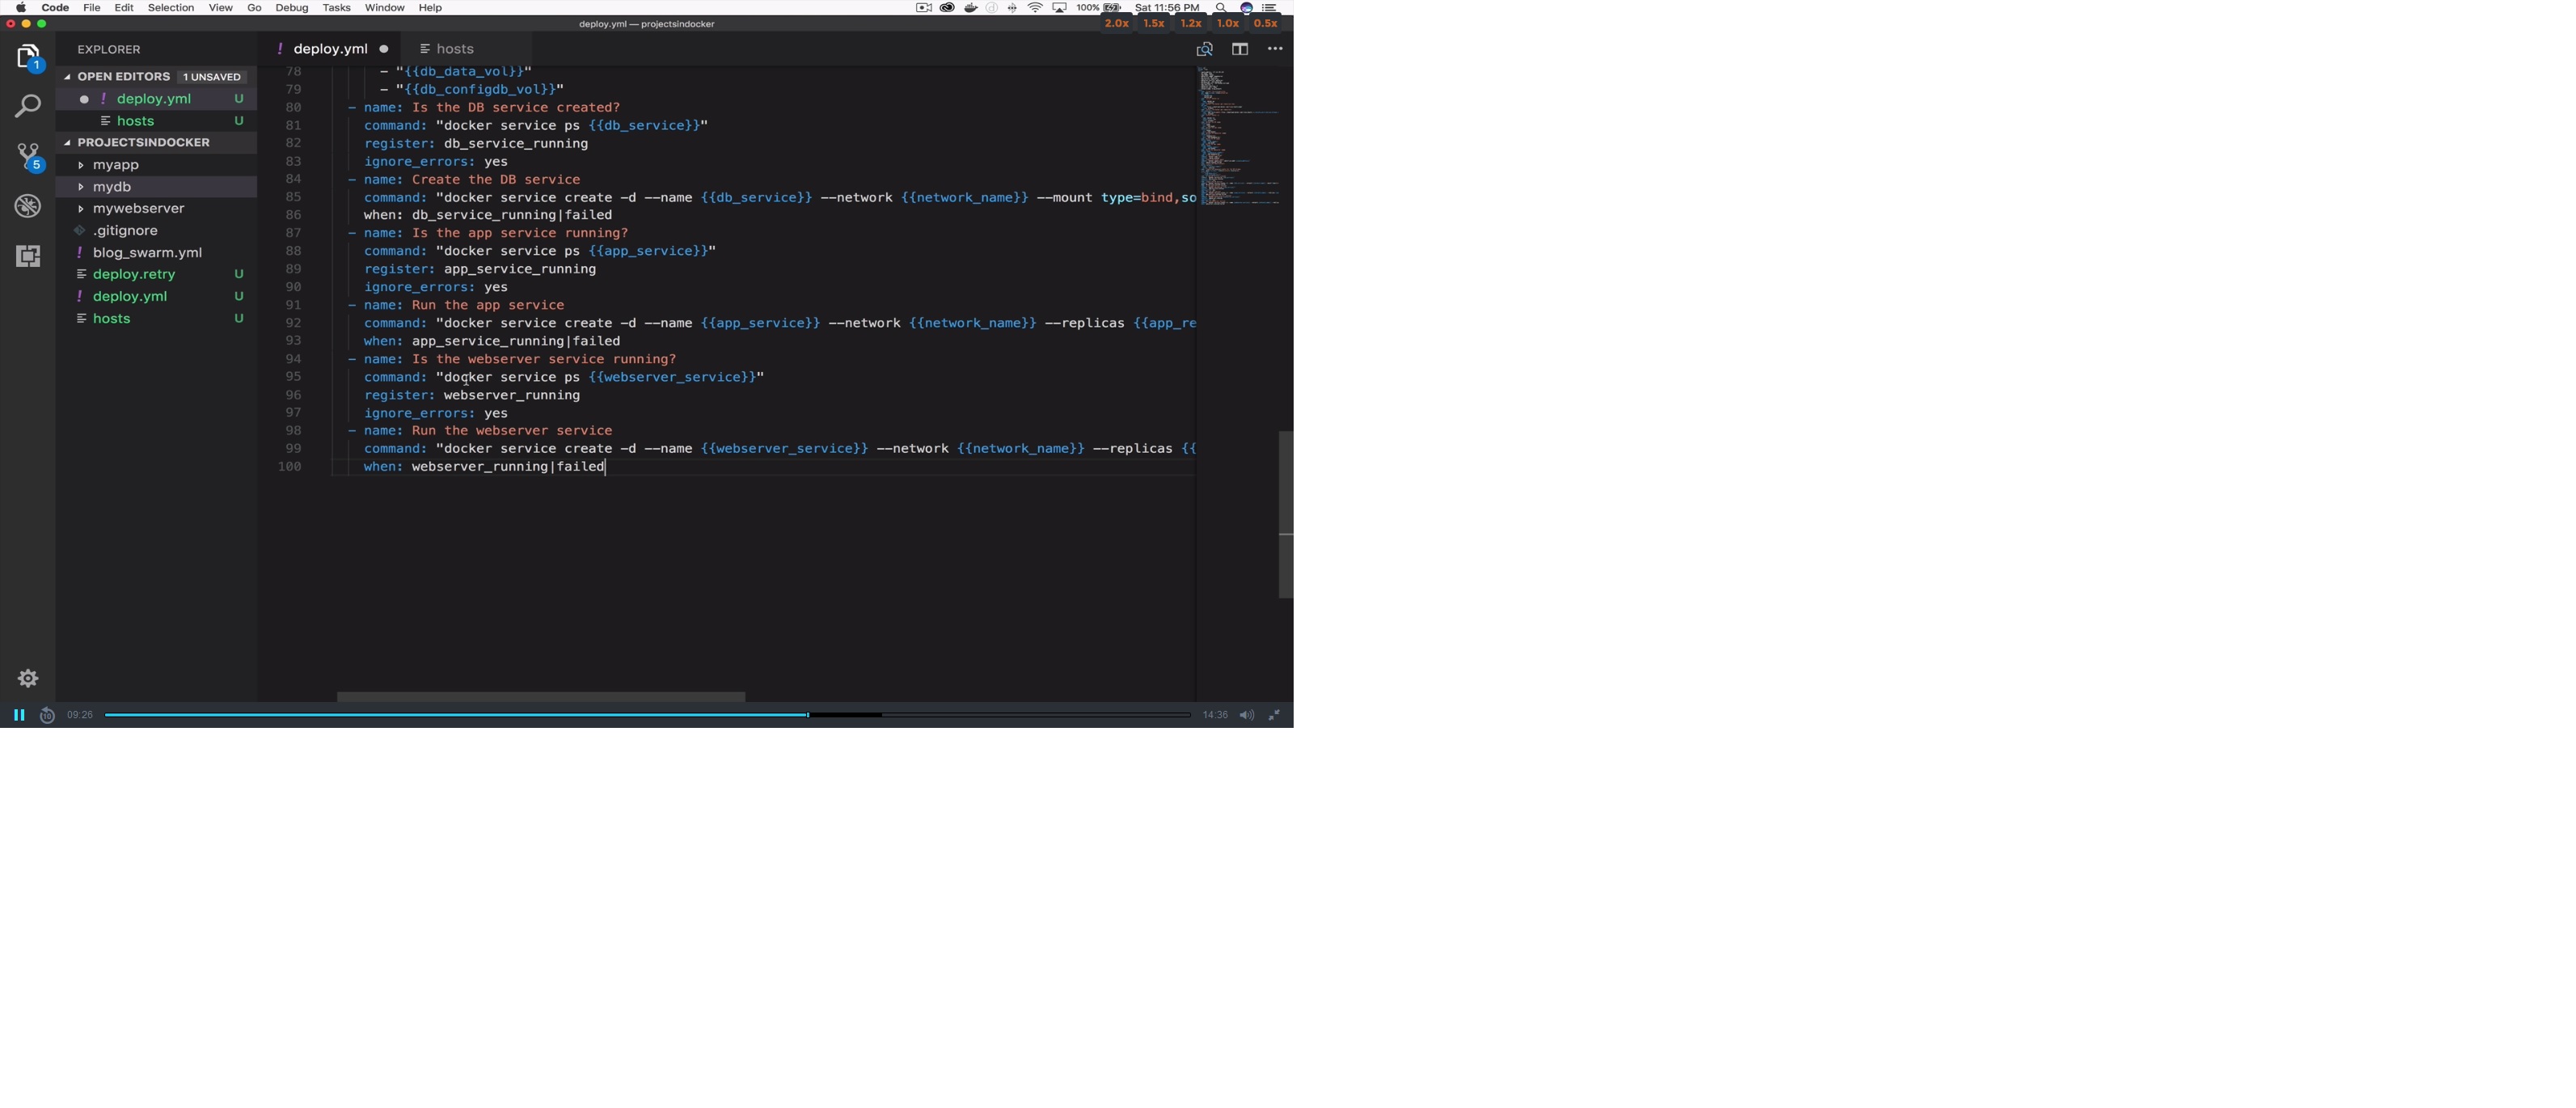 Code File Edit Selection View Go Debug Tasks Window Help 100% Sat 11:56 PM
deploy.yml — projectsindocker
2.0x 1.5x 1.2x 1.0x 0.5x
EXPLORER
OPEN EDITORS 1 UNSAVED
! deploy.yml U
hosts U
PROJECTSINDOCKER
myapp
mydb
mywebserver
.gitignore
! blog_swarm.yml
deploy.retry U
! deploy.yml U
hosts U
1
5
! deploy.yml
hosts
78 - "{{db_data_vol}}"
79 - "{{db_configdb_vol}}"
80 - name: Is the DB service created?
81 command: "docker service ps {{db_service}}"
82 register: db_service_running
83 ignore_errors: yes
84 - name: Create the DB service
85 command: "docker service create -d --name {{db_service}} --network {{network_name}} --mount type=bind,so
86 when: db_service_running|failed
87 - name: Is the app service running?
88 command: "docker service ps {{app_service}}"
89 register: app_service_running
90 ignore_errors: yes
91 - name: Run the app service
92 command: "docker service create -d --name {{app_service}} --network {{network_name}} --replicas {{app_re
93 when: app_service_running|failed
94 - name: Is the webserver service running?
95 command: "docker service ps {{webserver_service}}"
96 register: webserver_running
97 ignore_errors: yes
98 - name: Run the webserver service
99 command: "docker service create -d --name {{webserver_service}} --network {{network_name}} --replicas {{
100 when: webserver_running|failed
10 09:26 14:36